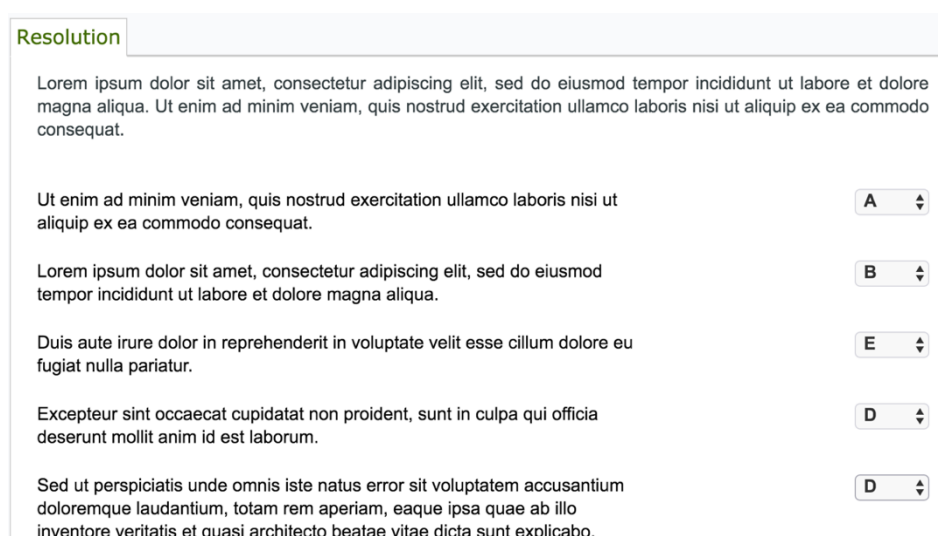 Resolution
Lorem ipsum dolor sit amet, consectetur adipiscing elit, sed do eiusmod tempor incididunt ut labore et dolore
magna aliqua. Ut enim ad minim veniam, quis nostrud exercitation ullamco laboris nisi ut aliquip ex ea commodo
consequat.
Ut enim ad minim veniam, quis nostrud exercitation ullamco laboris nisi ut
aliquip ex ea commodo consequat.
A
Lorem ipsum dolor sit amet, consectetur adipiscing elit, sed do eiusmod
tempor incididunt ut labore et dolore magna aliqua.
B
Duis aute irure dolor in reprehenderit in voluptate velit esse cillum dolore eu
fugiat nulla pariatur.
E
Excepteur sint occaecat cupidatat non proident, sunt in culpa qui officia
deserunt mollit anim id est laborum.
D
Sed ut perspiciatis unde omnis iste natus error sit voluptatem accusantium
doloremque laudantium, totam rem aperiam, eaque ipsa quae ab illo
inventore veritatis et quasi architecto beatae vitae dicta sunt explicabo.
D